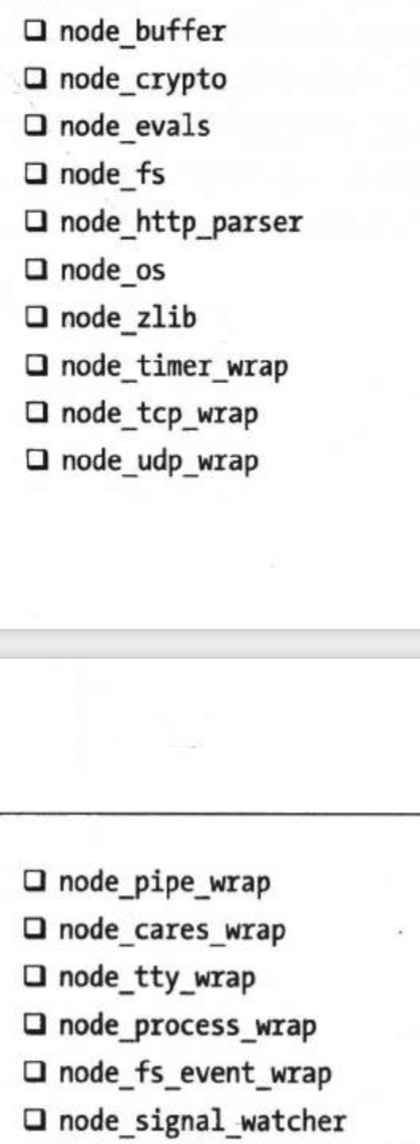 ❑ node_buffer
❑ node_crypto
❑ node_evals
❑ node_fs
❑ node_http_parser
❑ node_os
❑ node_zlib
❑ node_timer_wrap
❑ node_tcp_wrap
❑ node_udp_wrap
❑ node_pipe_wrap
❑ node_cares_wrap
❑ node_tty_wrap
❑ node_process_wrap
❑ node_fs_event_wrap
❑ node_signal_watcher